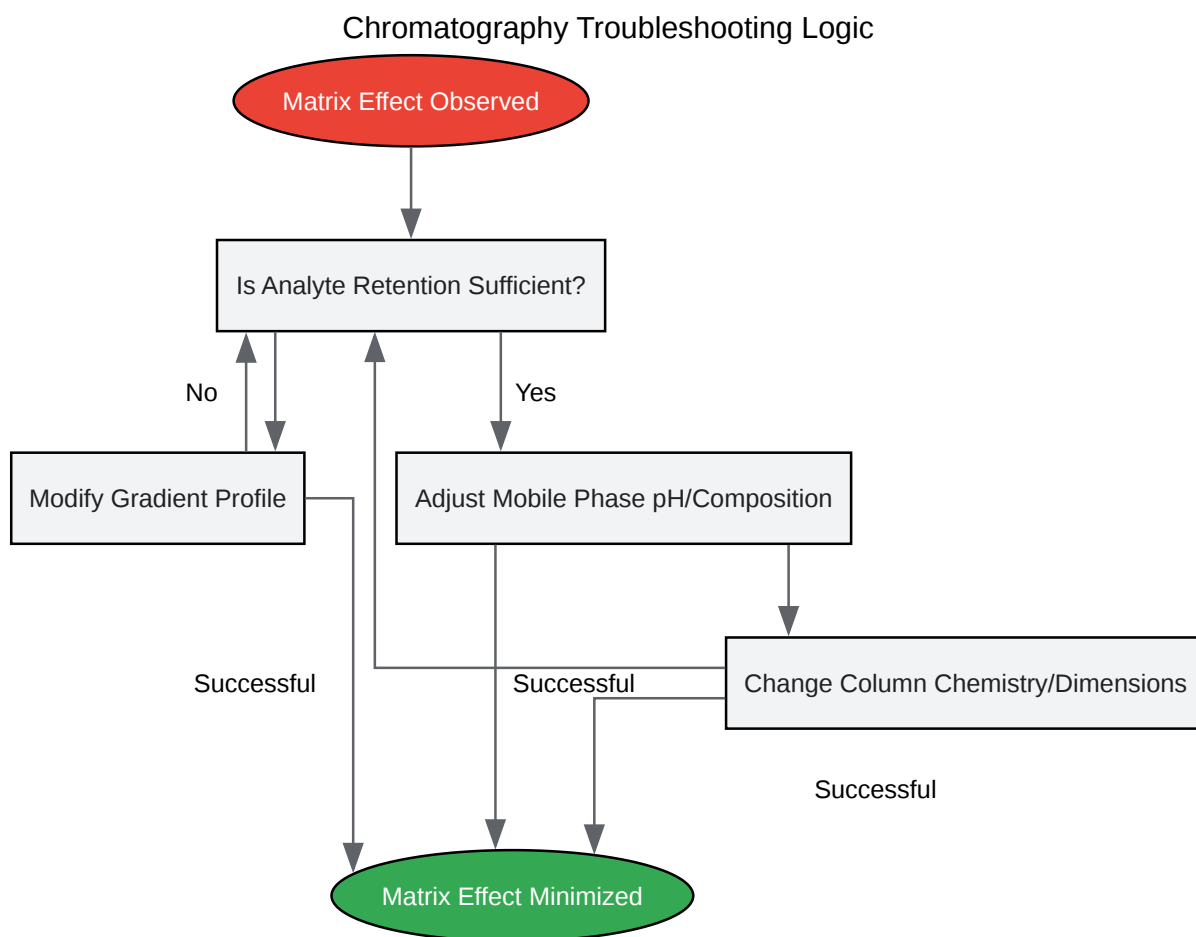 Chromatography Troubleshooting Logic
Matrix Effect Observed
Is Analyte Retention Sufficient?
No
Yes
Modify Gradient Profile
Adjust Mobile Phase pH/Composition
Successful
Successful
Change Column Chemistry/Dimensions
Successful
Matrix Effect Minimized